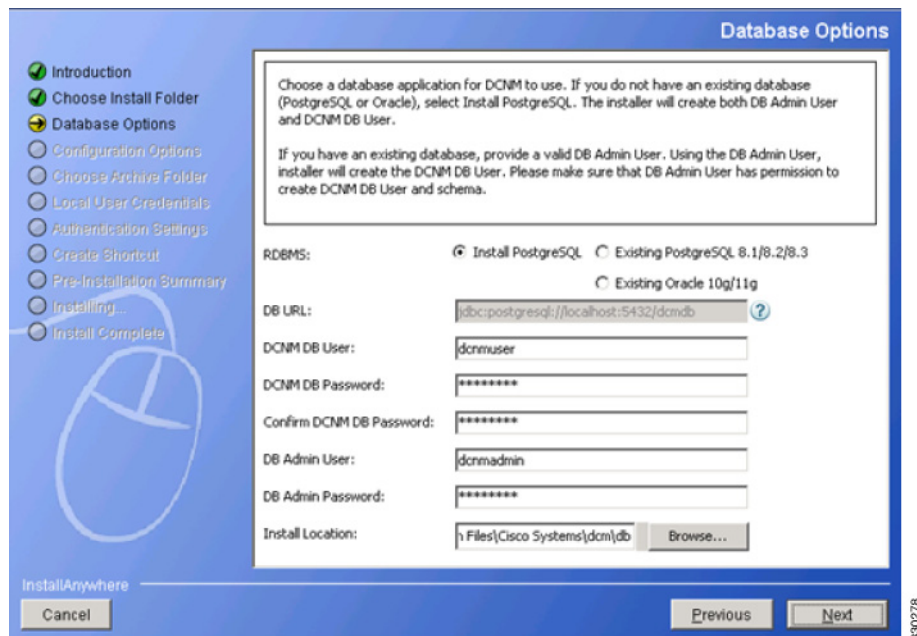 Database Options
Introduction
Choose Install Folder
Database Options
Configuration Options
Choose Archive Folder
Local User Credentials
Authentication Settings
Create Shortcut
Pre-Installation Summary
Installing...
Install Complete
Choose a database application for DCNM to use. If you do not have an existing database
(PostgreSQL or Oracle), select Install PostgreSQL. The installer will create both DB Admin User
and DCNM DB User.
If you have an existing database, provide a valid DB Admin User. Using the DB Admin User,
installer will create the DCNM DB User. Please make sure that DB Admin User has permission to
create DCNM DB User and schema.
RDBMS: Install PostgreSQL Existing PostgreSQL 8.1/8.2/8.3
Existing Oracle 10g/11g
DB URL: jdbc:postgresql://localhost:5432/dcmdb ?
DCNM DB User: dcnmuser
DCNM DB Password: ********
Confirm DCNM DB Password: ********
DB Admin User: dcnmadmin
DB Admin Password: ********
Install Location: n Files\Cisco Systems\dcm\db Browse...
InstallAnywhere
Cancel Previous Next